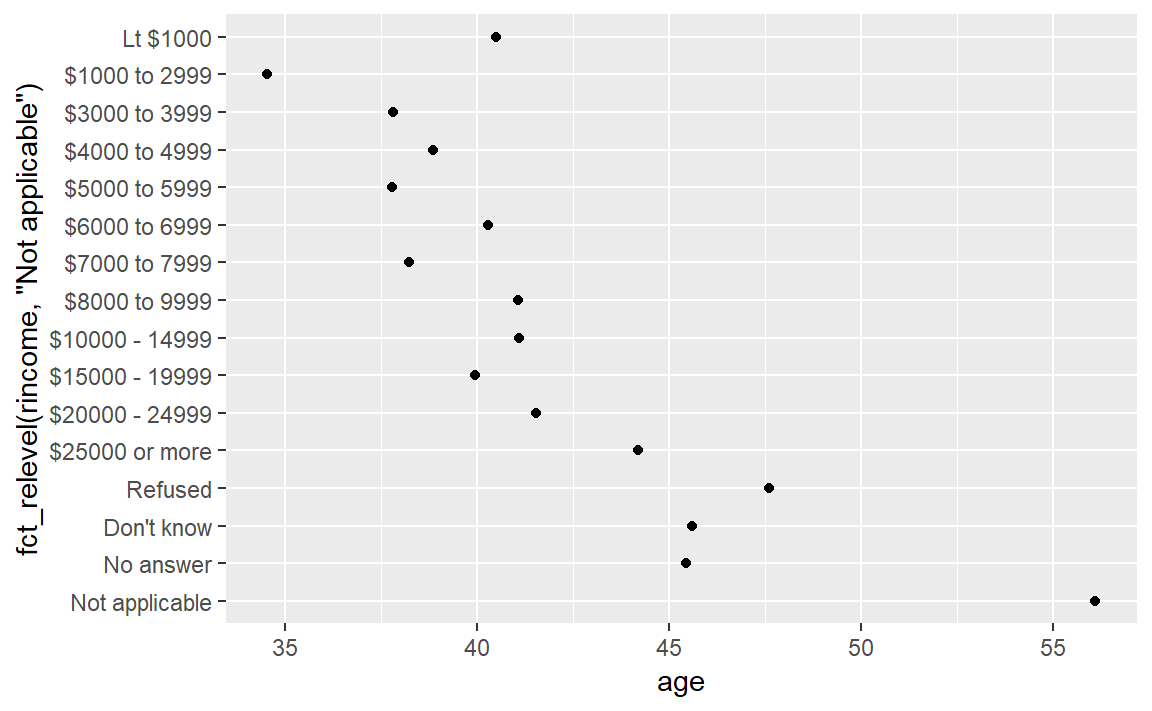 fct_relevel(rincome, "Not applicable")
Lt $1000
$1000 to 2999
$3000 to 3999
$4000 to 4999
$5000 to 5999
$6000 to 6999
$7000 to 7999
$8000 to 9999
$10000 - 14999
$15000 - 19999
$20000 - 24999
$25000 or more
Refused
Don't know
No answer
Not applicable
35 40 45 50 55
age